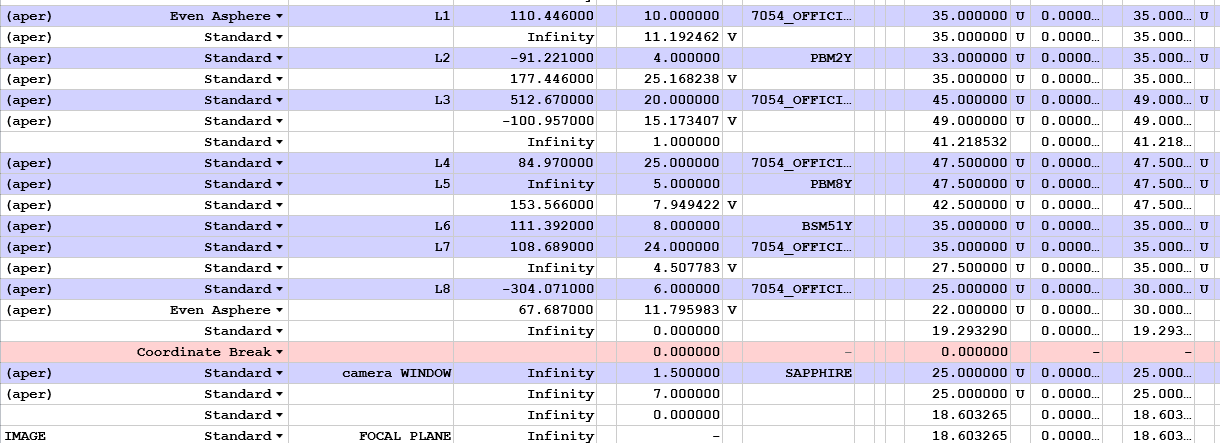 (aper) Even Asphere L1 110.446000 10.000000 7054_OFFICI… 35.000000 U 0.0000… 35.000… U
(aper) Standard Infinity 11.192462 V 35.000000 U 0.0000… 35.000…
(aper) Standard L2 -91.221000 4.000000 PBM2Y 33.000000 U 0.0000… 35.000… U
(aper) Standard 177.446000 25.168238 V 35.000000 U 0.0000… 35.000…
(aper) Standard L3 512.670000 20.000000 7054_OFFICI… 45.000000 U 0.0000… 49.000… U
(aper) Standard -100.957000 15.173407 V 49.000000 U 0.0000… 49.000…
Standard Infinity 1.000000 41.218532 0.0000… 41.218…
(aper) Standard L4 84.970000 25.000000 7054_OFFICI… 47.500000 U 0.0000… 47.500… U
(aper) Standard L5 Infinity 5.000000 PBM8Y 47.500000 U 0.0000… 47.500… U
(aper) Standard 153.566000 7.949422 V 42.500000 U 0.0000… 47.500…
(aper) Standard L6 111.392000 8.000000 BSM51Y 35.000000 U 0.0000… 35.000… U
(aper) Standard L7 108.689000 24.000000 7054_OFFICI… 35.000000 U 0.0000… 35.000… U
(aper) Standard Infinity 4.507783 V 27.500000 U 0.0000… 35.000… U
(aper) Standard L8 -304.071000 6.000000 7054_OFFICI… 25.000000 U 0.0000… 30.000… U
(aper) Even Asphere 67.687000 11.795983 V 22.000000 U 0.0000… 30.000…
Standard Infinity 0.000000 19.293290 0.0000… 19.293…
Coordinate Break 0.000000 - 0.000000 - -
(aper) Standard camera WINDOW Infinity 1.500000 SAPPHIRE 25.000000 U 0.0000… 25.000… U
(aper) Standard Infinity 7.000000 25.000000 U 0.0000… 25.000…
Standard Infinity 0.000000 18.603265 0.0000… 18.603…
IMAGE Standard FOCAL PLANE Infinity - 18.603265 0.0000… 18.603…